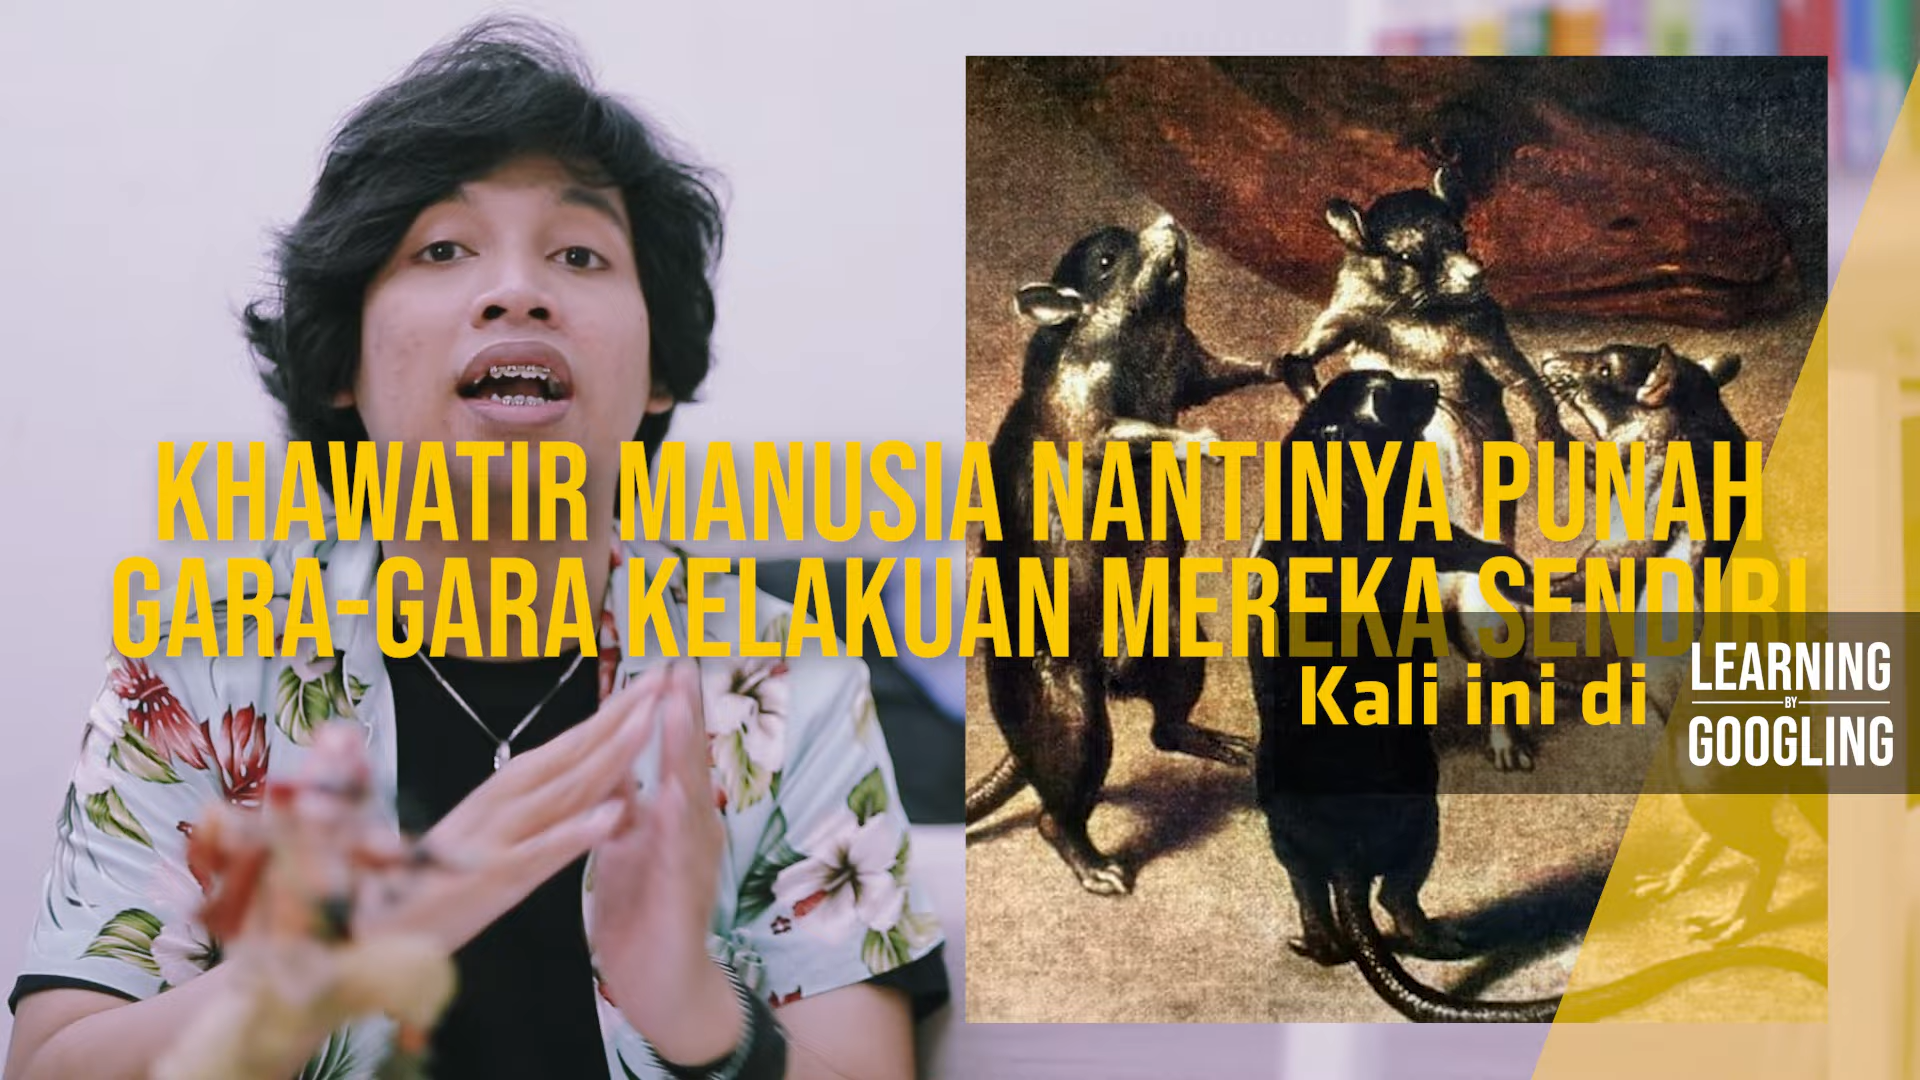 KHAWATIR MANUSIA NANTINYA PUNAH
GARA-GARA KELAKUAN MEREKA SENDIRI
Kali ini di
LEARNING
BY
GOOGLING